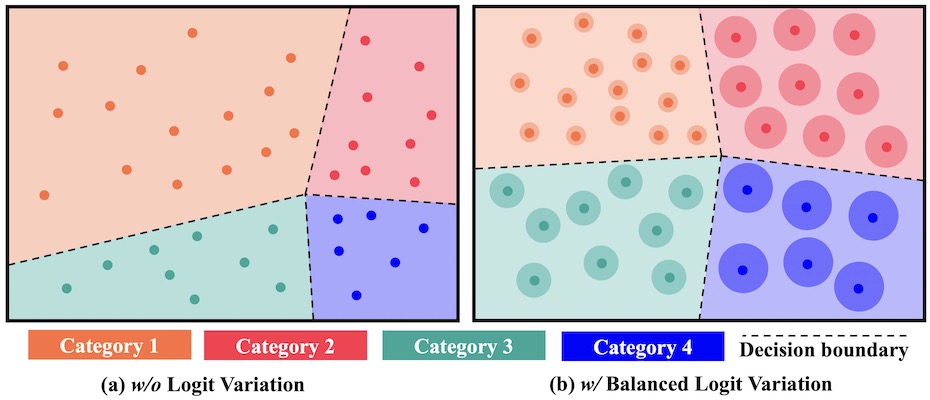 Category 1
Category 2
Category 3
Category 4
Decision boundary
(a) w/o Logit Variation
(b) w/ Balanced Logit Variation